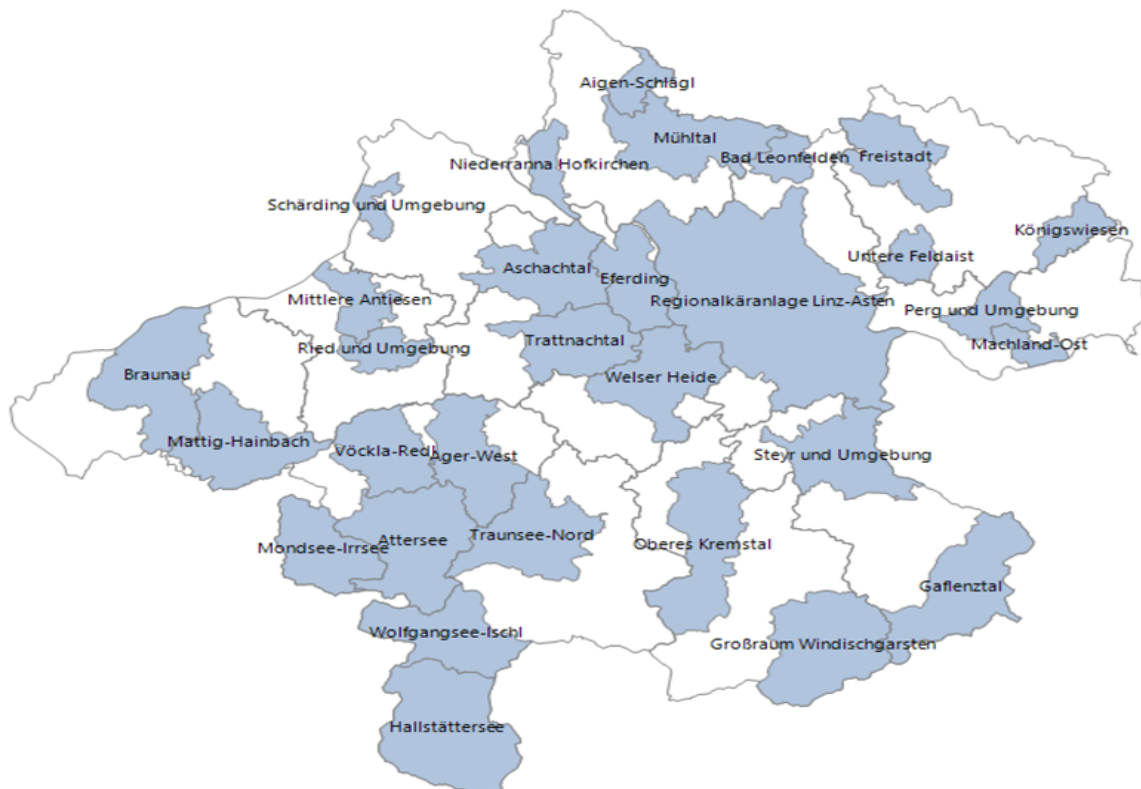 Aigen-Schlägl
Mühltal
Bad Leonfelden
Freistadt
Niederranna Hofkirchen
Schärding und Umgebung
Königswiesen
Untere Feldaist
Aschachtal
Eferding
Mittlere Antiesen
Regionalkäranlage Linz-Asten
Perg und Umgebung
Trattnachtal
Machland-Ost
Ried und Umgebung
Braunau
Welser Heide
Mattig-Hainbach
Vöckla-Redl
Ager-West
Steyr und Umgebung
Traunsee-Nord
Attersee
Oberes Kremstal
Mondsee-Irrsee
Gaflenztal
Wolfgangsee-Ischl
Großraum Windischgarsten
Hallstättersee